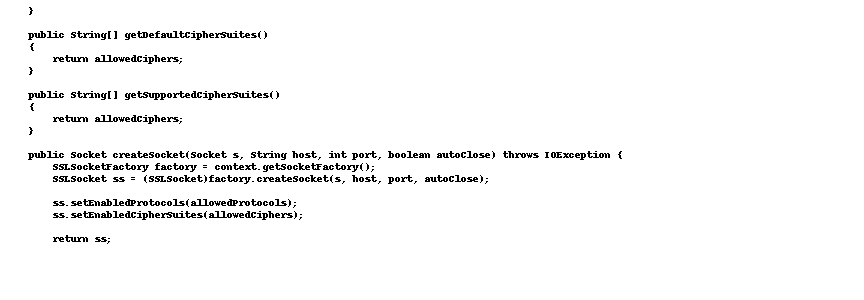 }
public String[] getDefaultCipherSuites()
{
return allowedCiphers;
}
public String[] getSupportedCipherSuites()
{
return allowedCiphers;
}
public Socket createSocket(Socket s, String host, int port, boolean autoClose) throws IOException {
SSLSocketFactory factory = context.getSocketFactory();
SSLSocket ss = (SSLSocket)factory.createSocket(s, host, port, autoClose);
ss.setEnabledProtocols(allowedProtocols);
ss.setEnabledCipherSuites(allowedCiphers);
return ss;